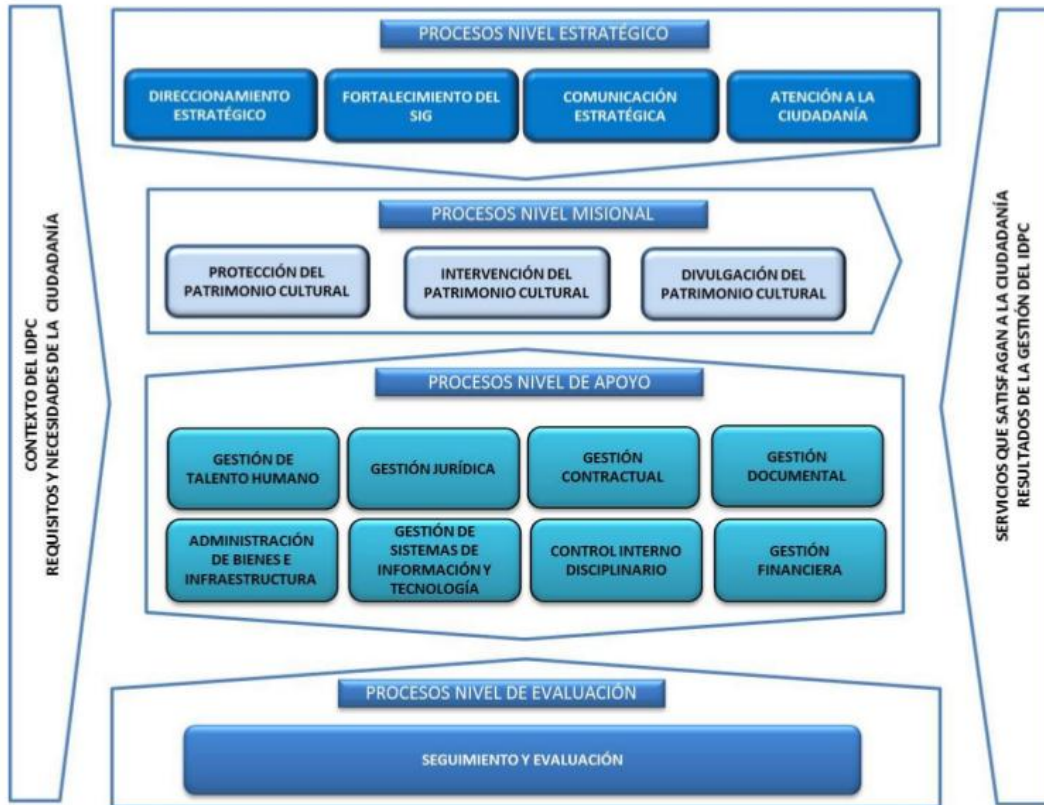 PROCESOS NIVEL ESTRATÉGICO
DIRECCIONAMIENTO
ESTRATÉGICO
FORTALECIMIENTO DEL
SIG
COMUNICACIÓN
ESTRATÉGICA
ATENCIÓN A LA
CIUDADANÍA
CONTEXTO DEL IDPC
REQUISITOS Y NECESIDADES DE LA CIUDADANÍA
PROCESOS NIVEL MISIONAL
PROTECCIÓN DEL
PATRIMONIO CULTURAL
INTERVENCIÓN DEL
PATRIMONIO CULTURAL
DIVULGACIÓN DEL
PATRIMONIO CULTURAL
PROCESOS NIVEL DE APOYO
GESTIÓN DE
TALENTO HUMANO
GESTIÓN JURÍDICA
GESTIÓN
CONTRACTUAL
GESTIÓN
DOCUMENTAL
ADMINISTRACIÓN
DE BIENES E
INFRAESTRUCTURA
GESTIÓN DE
SISTEMAS DE
INFORMACIÓN Y
TECNOLOGÍA
CONTROL INTERNO
DISCIPLINARIO
GESTIÓN
FINANCIERA
PROCESOS NIVEL DE EVALUACIÓN
SEGUIMIENTO Y EVALUACIÓN
SERVICIOS QUE SATISFAGAN A LA CIUDADANÍA
RESULTADOS DE LA GESTIÓN DEL IDPC